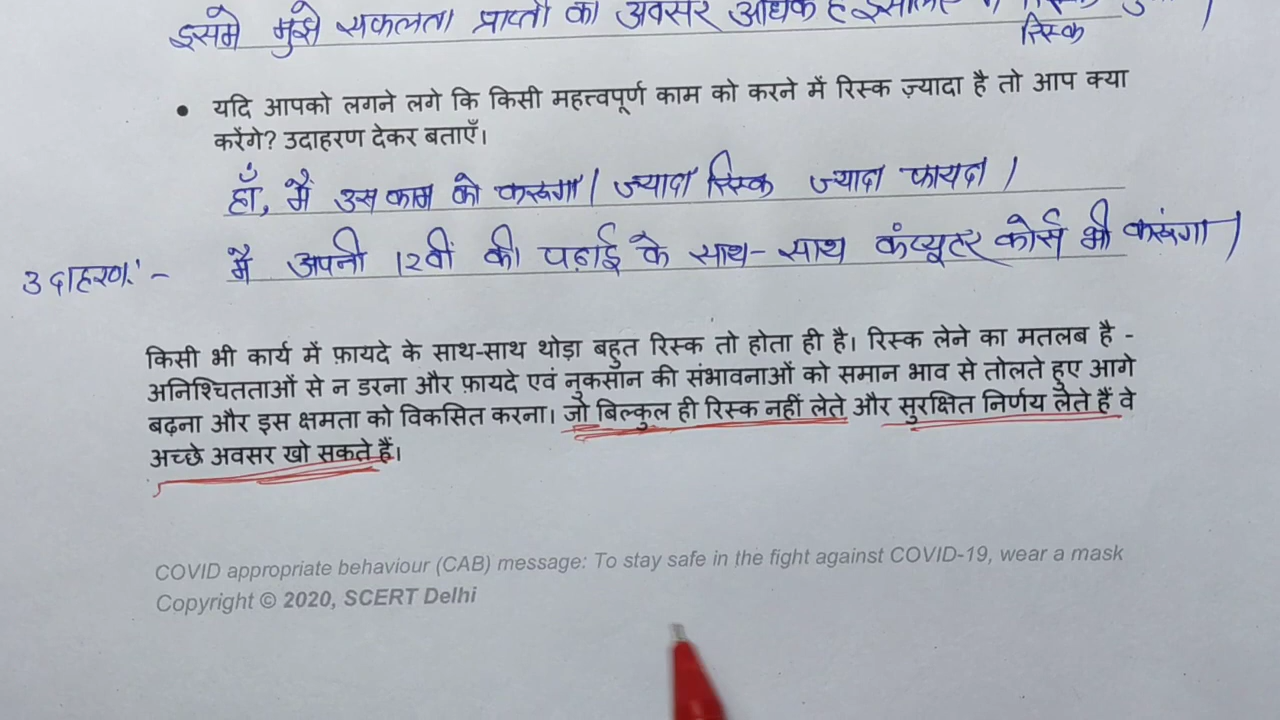 इसमे मुझे सफलता प्राप्ती का अवसर अधिक है इसलिए
रिस्क
• यदि आपको लगने लगे कि किसी महत्त्वपूर्ण काम को करने में रिस्क ज़्यादा है तो आप क्या
करेंगे? उदाहरण देकर बताएँ।
हाँ, मैं उस काम को करूगा। ज्यादा रिस्क ज्यादा फायदा।
उदाहरण:- मैं अपनी 12वीं की पढ़ाई के साथ-साथ कंप्यूटर कोर्स भी करूंगा।
किसी भी कार्य में फ़ायदे के साथ-साथ थोड़ा बहुत रिस्क तो होता ही है। रिस्क लेने का मतलब है -
अनिश्चितताओं से न डरना और फ़ायदे एवं नुकसान की संभावनाओं को समान भाव से तोलते हुए आगे
बढ़ना और इस क्षमता को विकसित करना। जो बिल्कुल ही रिस्क नहीं लेते और सुरक्षित निर्णय लेते हैं वे
अच्छे अवसर खो सकते हैं।
COVID appropriate behaviour (CAB) message: To stay safe in the fight against COVID-19, wear a mask
Copyright © 2020, SCERT Delhi